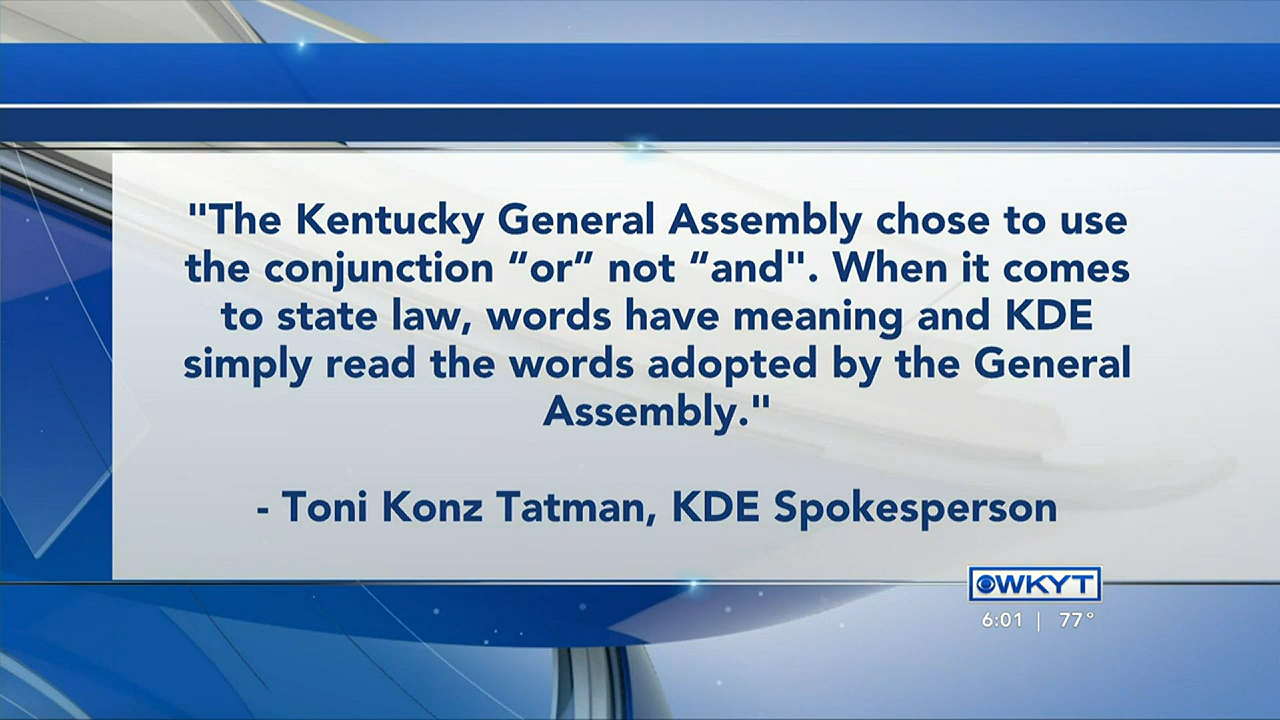 "The Kentucky General Assembly chose to use
the conjunction “or” not “and". When it comes
to state law, words have meaning and KDE
simply read the words adopted by the General
Assembly."
- Toni Konz Tatman, KDE Spokesperson
WKYT
6:01 | 77°